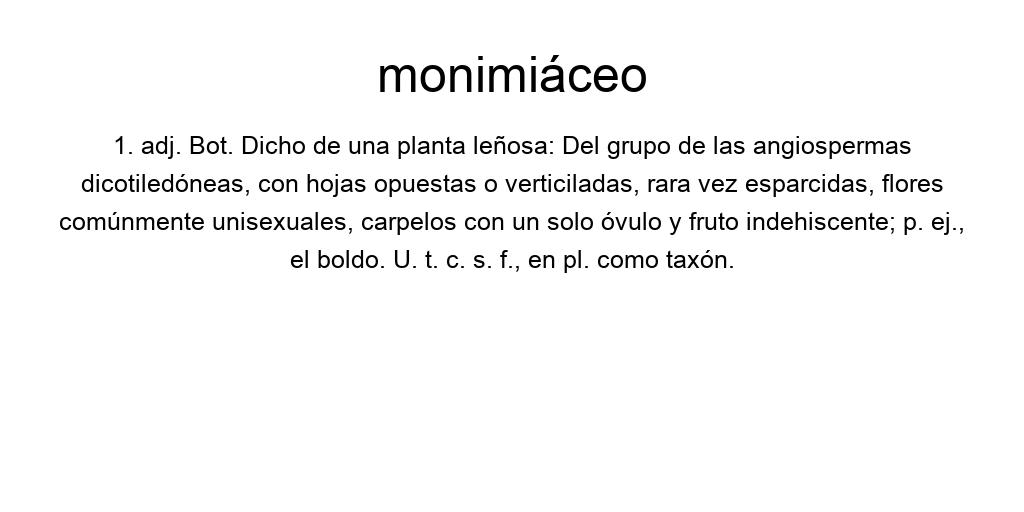 monimiáceo
1. adj. Bot. Dicho de una planta leñosa: Del grupo de las angiospermas
dicotiledóneas, con hojas opuestas o verticiladas, rara vez esparcidas, flores
comúnmente unisexuales, carpelos con un solo óvulo y fruto indehiscente; p. ej.,
el boldo. U. t. c. s. f., en pl. como taxón.